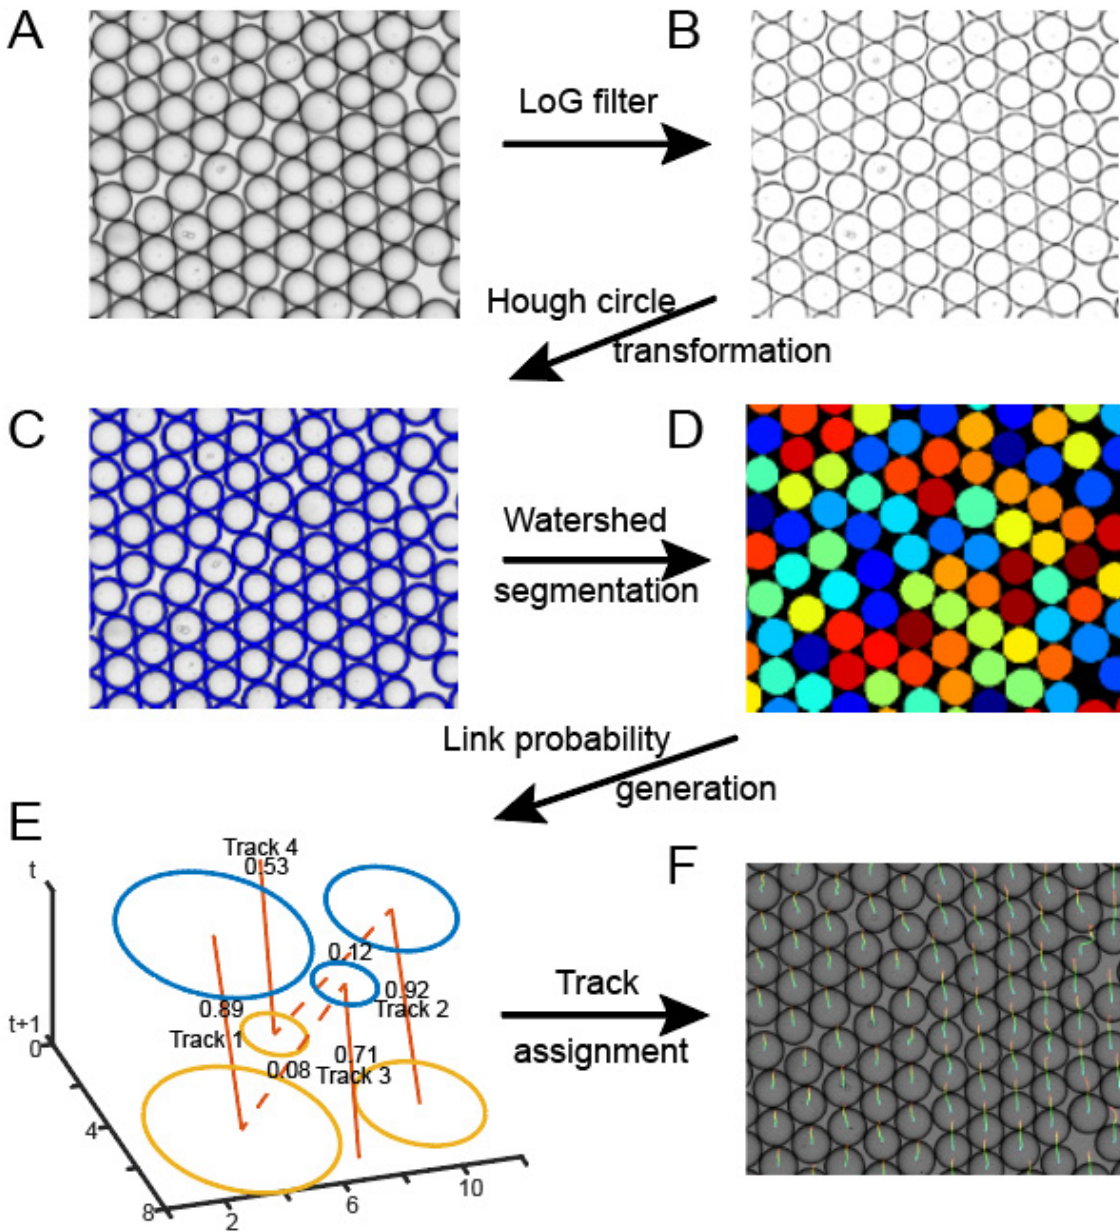 A
B
LoG filter
Hough circle
transformation
C
D
Watershed
segmentation
Link probability
generation
E
F
Track 4
0.53
t
0.12
0.89
0.92
Track 2
t+1
0
Track 1
0.71
0.08
Track 3
Track
assignment
4
8
2
6
10